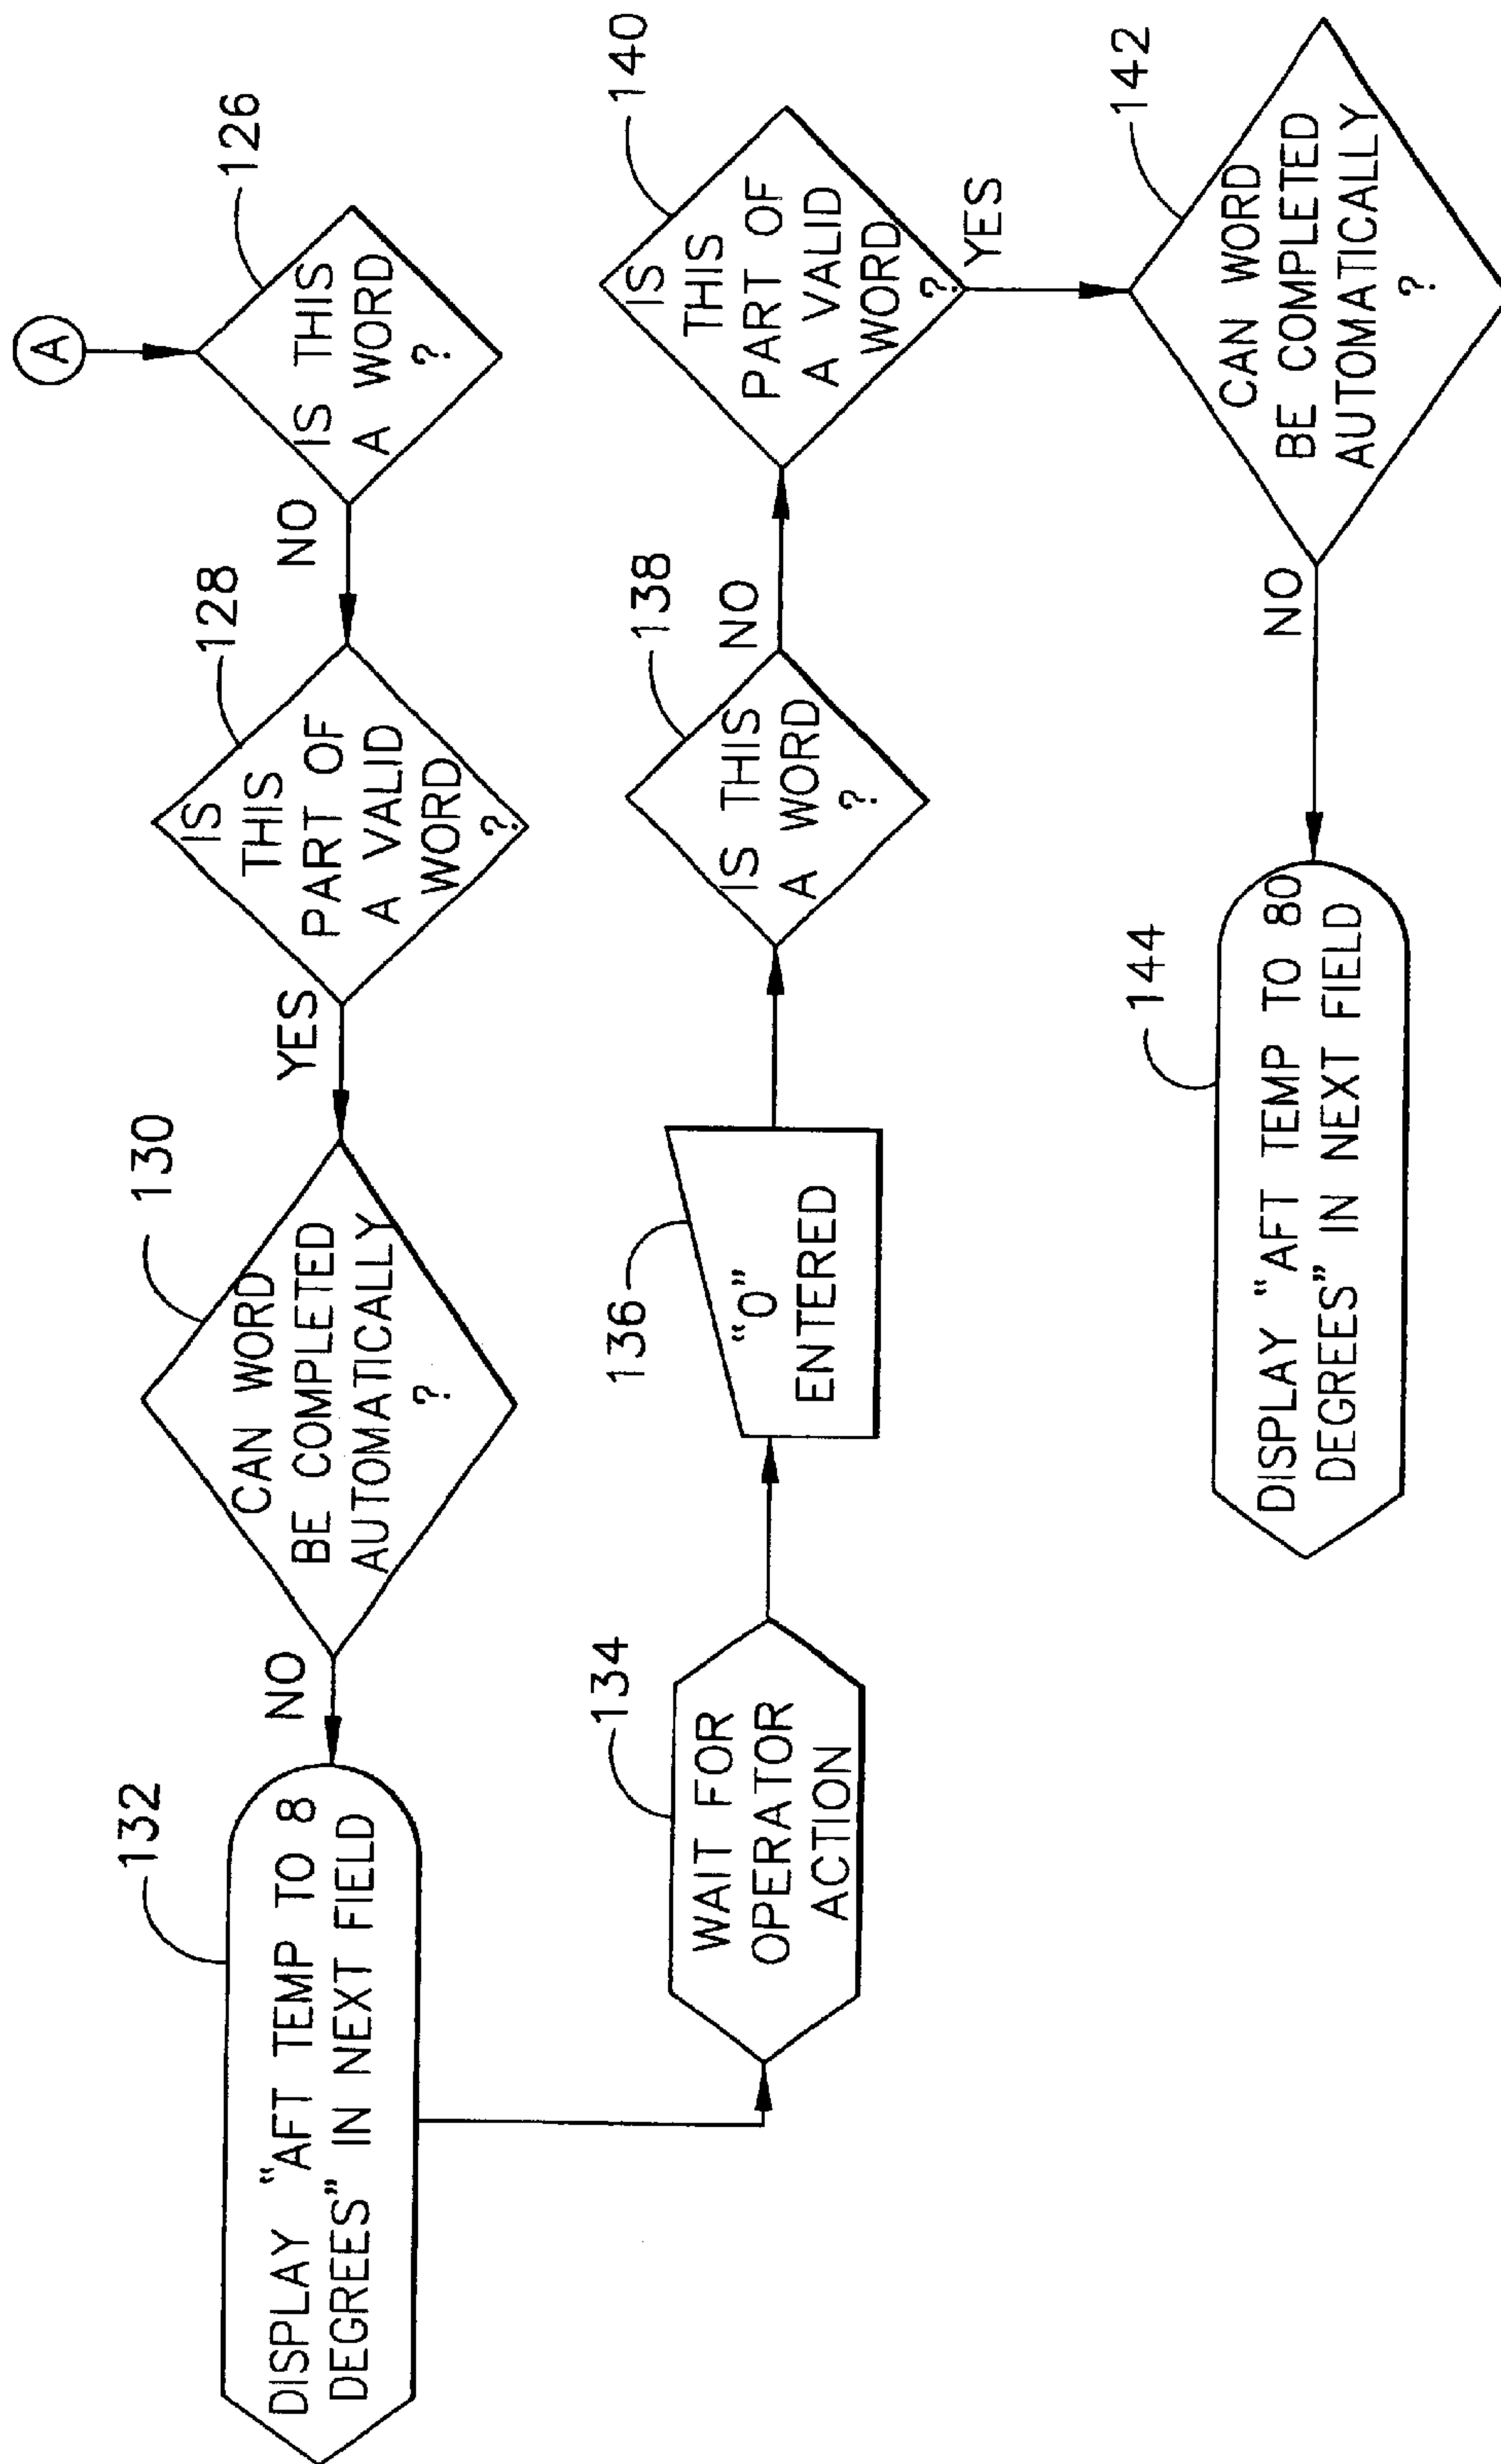 A
126
IS THIS
A WORD
?
NO
128
IS
THIS
PART OF
A VALID
WORD
?
YES
130
CAN WORD
BE COMPLETED
AUTOMATICALLY
?
NO
132
DISPLAY "AFT TEMP TO 8
DEGREES" IN NEXT FIELD
134
WAIT FOR
OPERATOR
ACTION
136
"0"
ENTERED
138
IS THIS
A WORD
?
NO
140
IS
THIS
PART OF
A VALID
WORD
?
YES
142
CAN WORD
BE COMPLETED
AUTOMATICALLY
?
NO
144
DISPLAY "AFT TEMP TO 80
DEGREES" IN NEXT FIELD